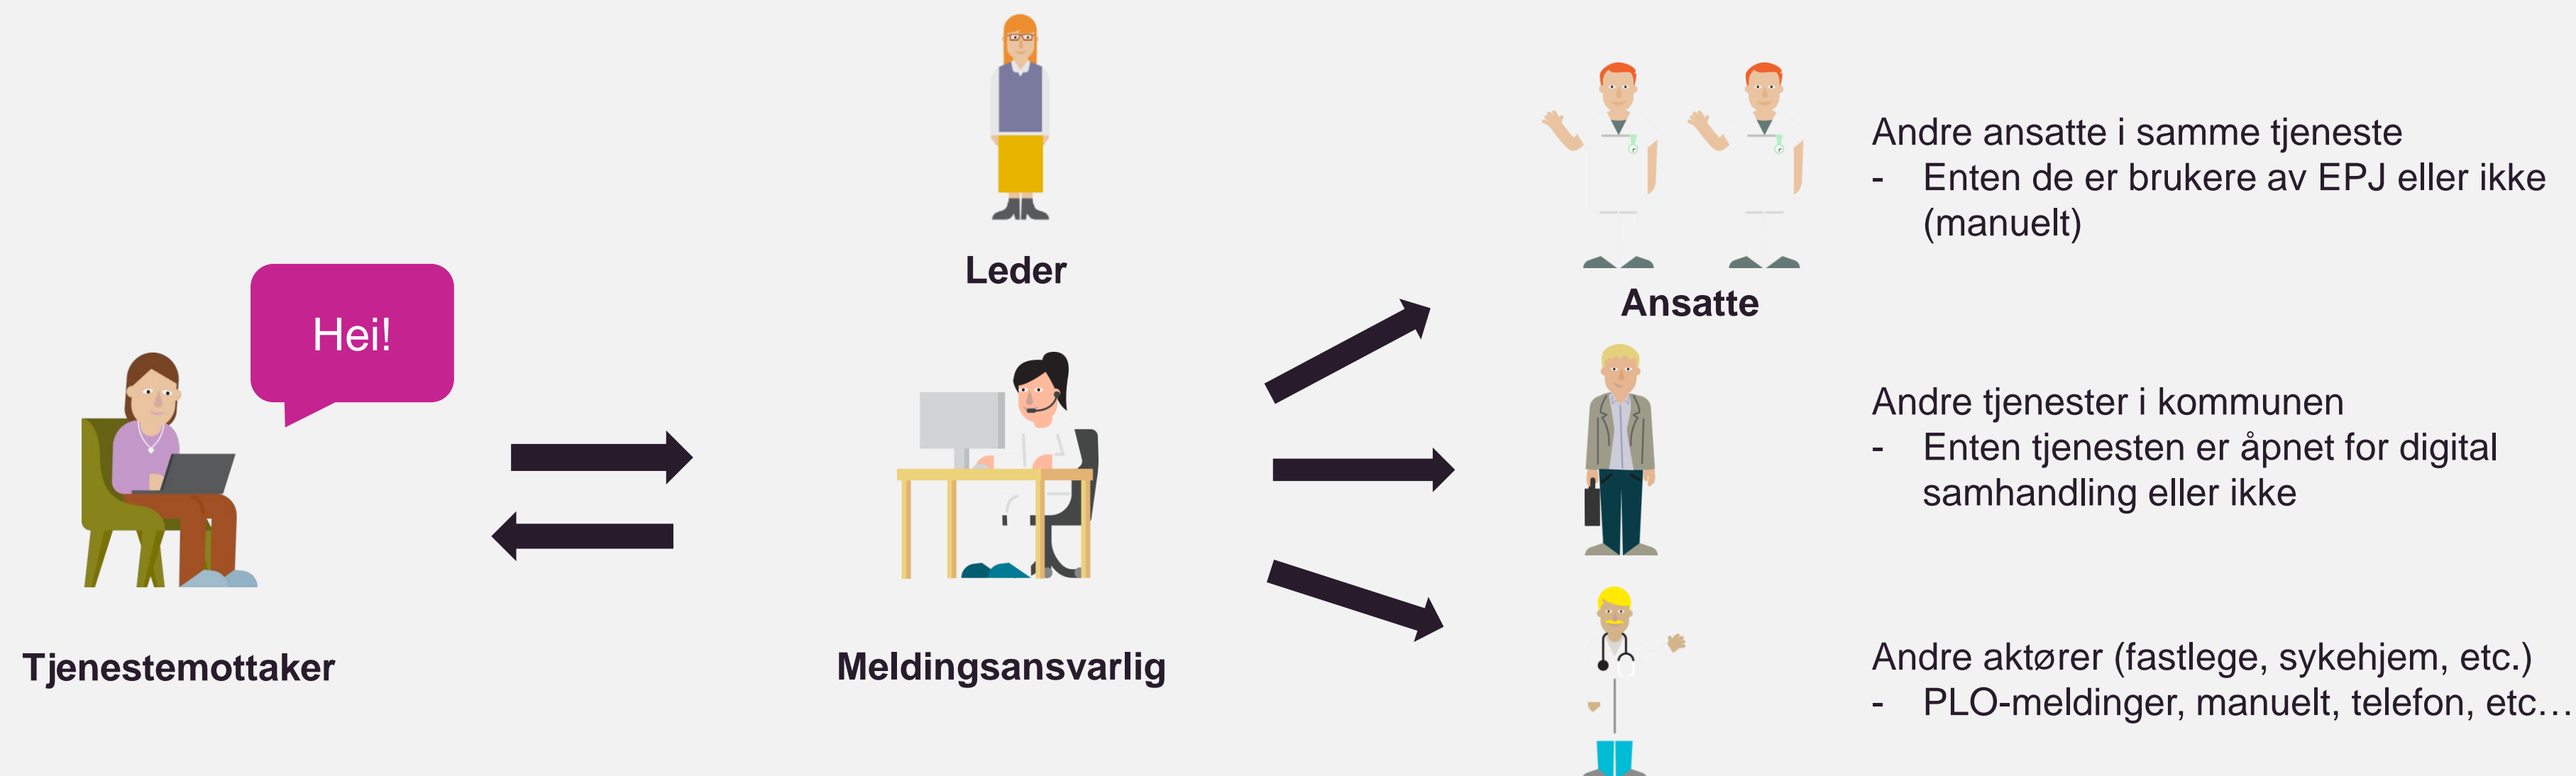 Leder
Hei!
Tjenestemottaker
Meldingsansvarlig
Ansatte
Andre ansatte i samme tjeneste
- Enten de er brukere av EPJ eller ikke
(manuelt)
Andre tjenester i kommunen
- Enten tjenesten er åpnet for digital
samhandling eller ikke
Andre aktører (fastlege, sykehjem, etc.)
- PLO-meldinger, manuelt, telefon, etc…